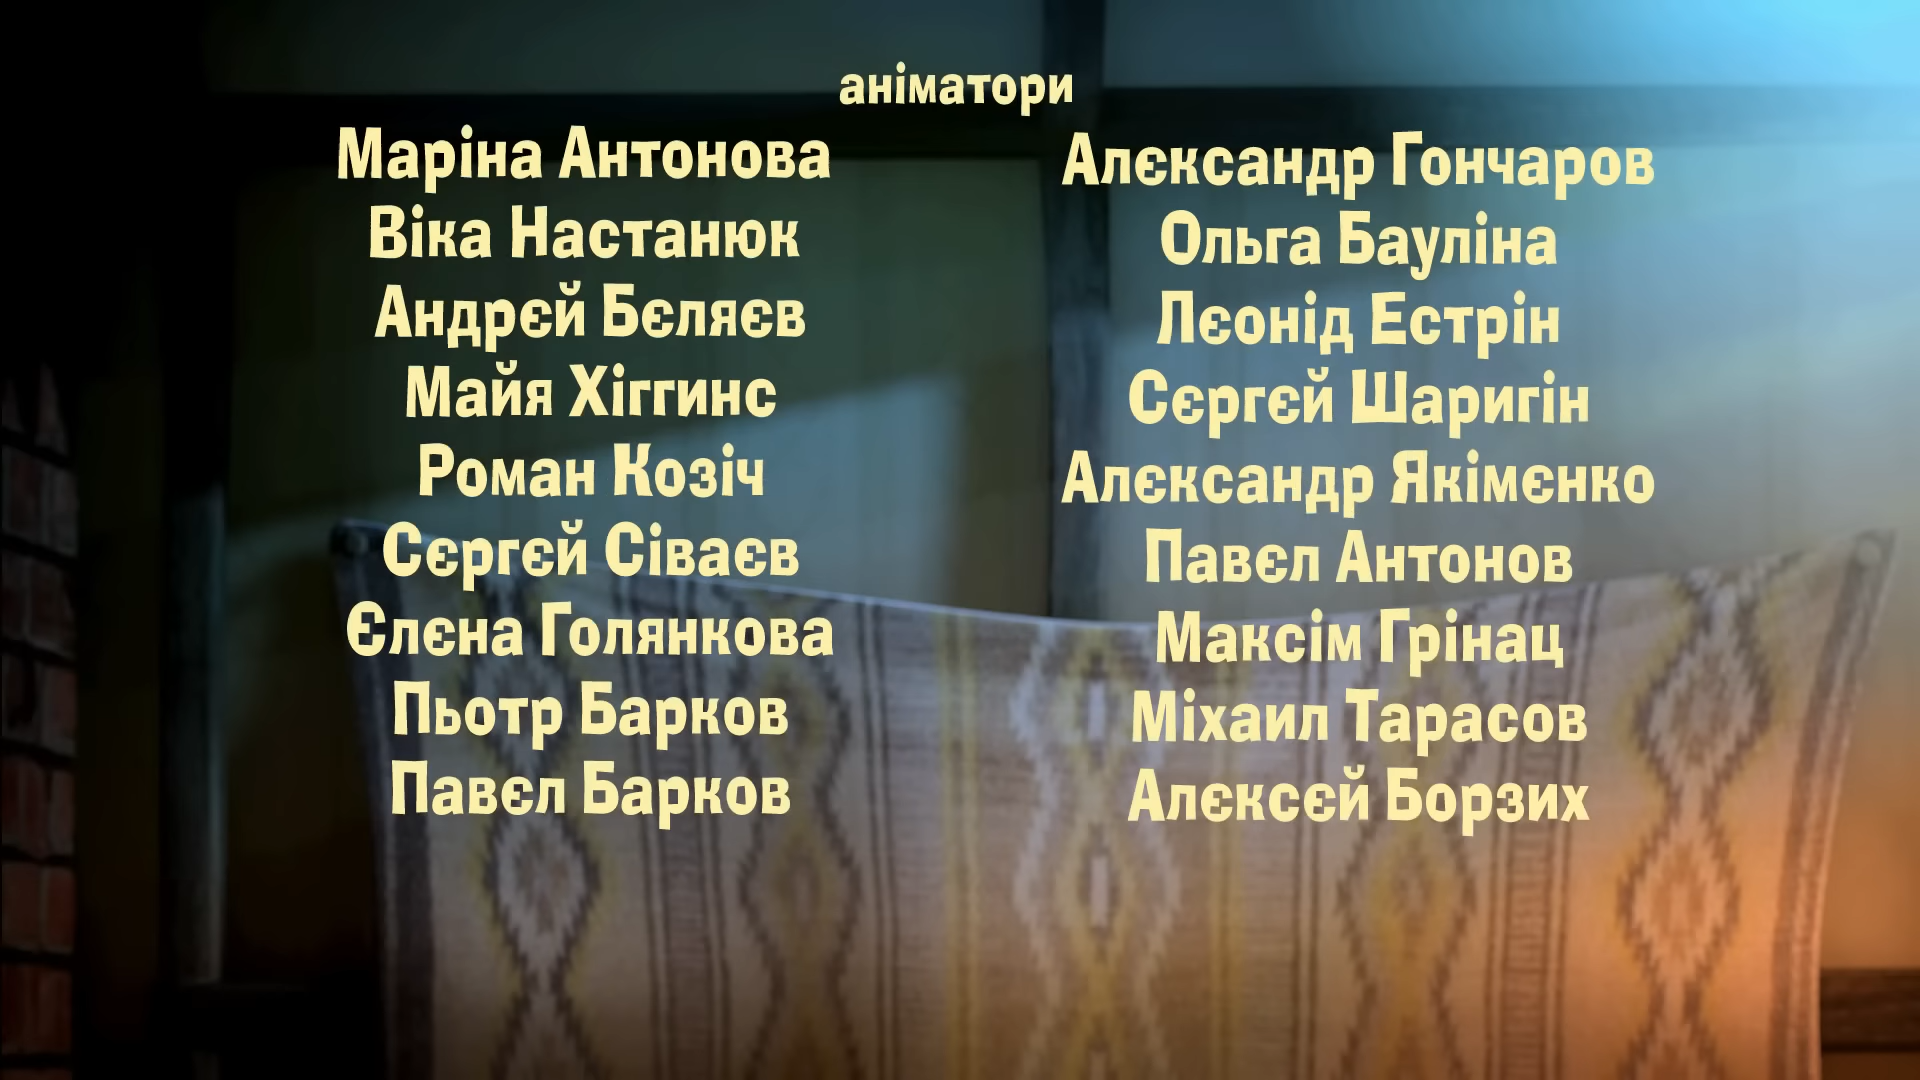 аніматори
Маріна Антонова
Віка Настанюк
Андрєй Бєляєв
Майя Хіггинс
Роман Козіч
Сєргєй Сіваєв
Єлєна Голянкова
Пьотр Барков
Павєл Барков
Алєксандр Гончаров
Ольга Бауліна
Лєонід Естрін
Сєргєй Шаригін
Алєксандр Якімєнко
Павєл Антонов
Максім Грінац
Міхаил Тарасов
Алєксєй Борзих